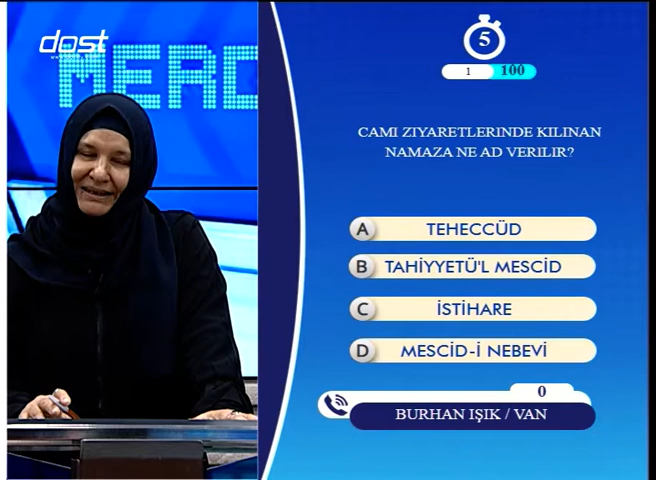 dost
MERC
5
1 100
CAMI ZIYARETLERINDE KILINAN
NAMAZA NE AD VERILIR?
A TEHECCÜD
B TAHİYYETÜ'L MESCİD
C İSTİHARE
D MESCİD-İ NEBEVİ
0
BURHAN IŞIK / VAN